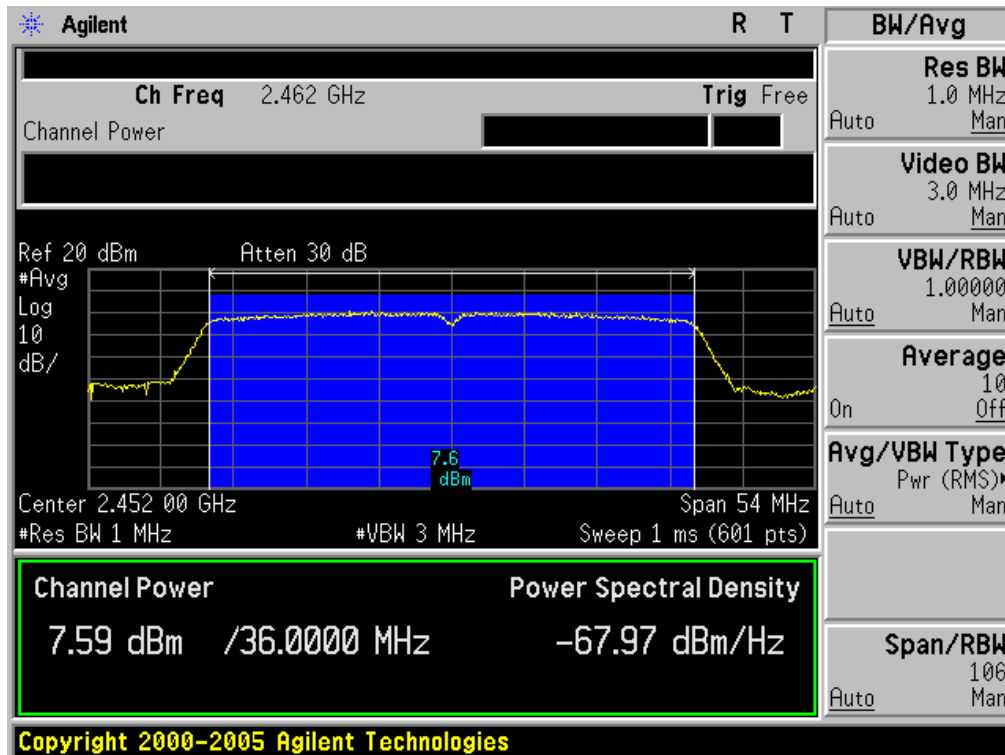 Agilent R T
Ch Freq 2.462 GHz Trig Free
Channel Power
Ref 20 dBm Atten 30 dB
#Avg
Log
10
dB/
7.6
dBm
Center 2.452 00 GHz Span 54 MHz
#Res BW 1 MHz #VBW 3 MHz Sweep 1 ms (601 pts)
Channel Power Power Spectral Density
7.59 dBm /36.0000 MHz -67.97 dBm/Hz
Copyright 2000-2005 Agilent Technologies
BW/Avg
Res BW
1.0 MHz
Auto Man
Video BW
3.0 MHz
Auto Man
VBW/RBW
1.00000
Auto Man
Average
10
On Off
Avg/VBW Type
Pwr (RMS)
Auto Man
Span/RBW
106
Auto Man